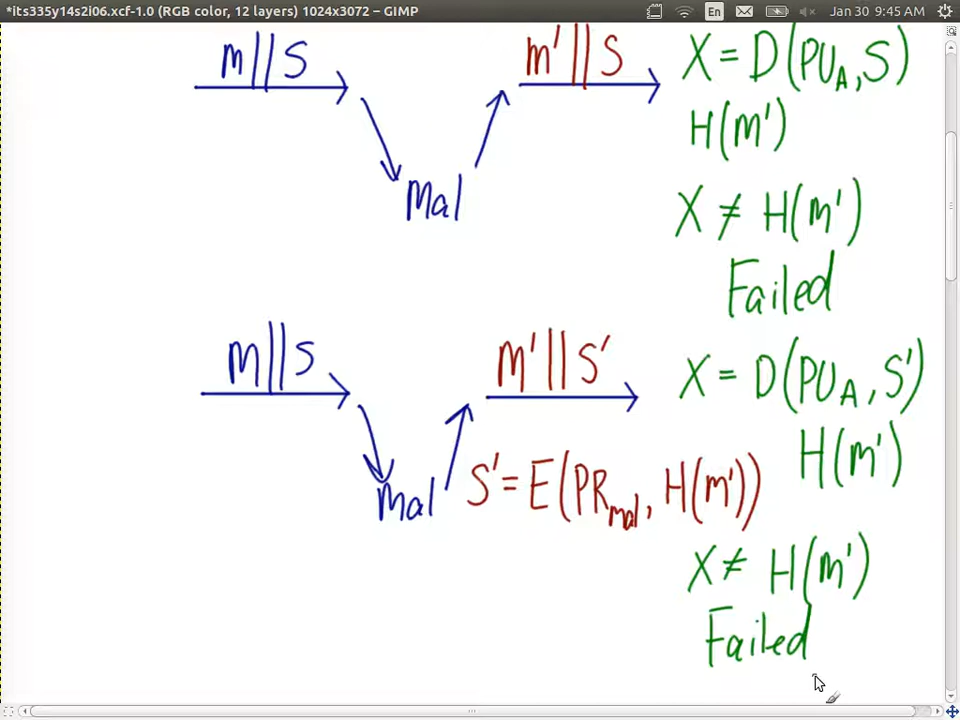 *its335y14s2i06.xcf-1.0 (RGB color, 12 layers) 1024x3072 – GIMP
En
Jan 30 9:45 AM
m||S
m'||S
X = D(PU_A, S)
H(m')
Mal
X ≠ H(m')
Failed
m||S
m'||S'
X = D(PU_A, S')
H(m')
Mal
S' = E(PR_mal, H(m'))
X ≠ H(m')
Failed